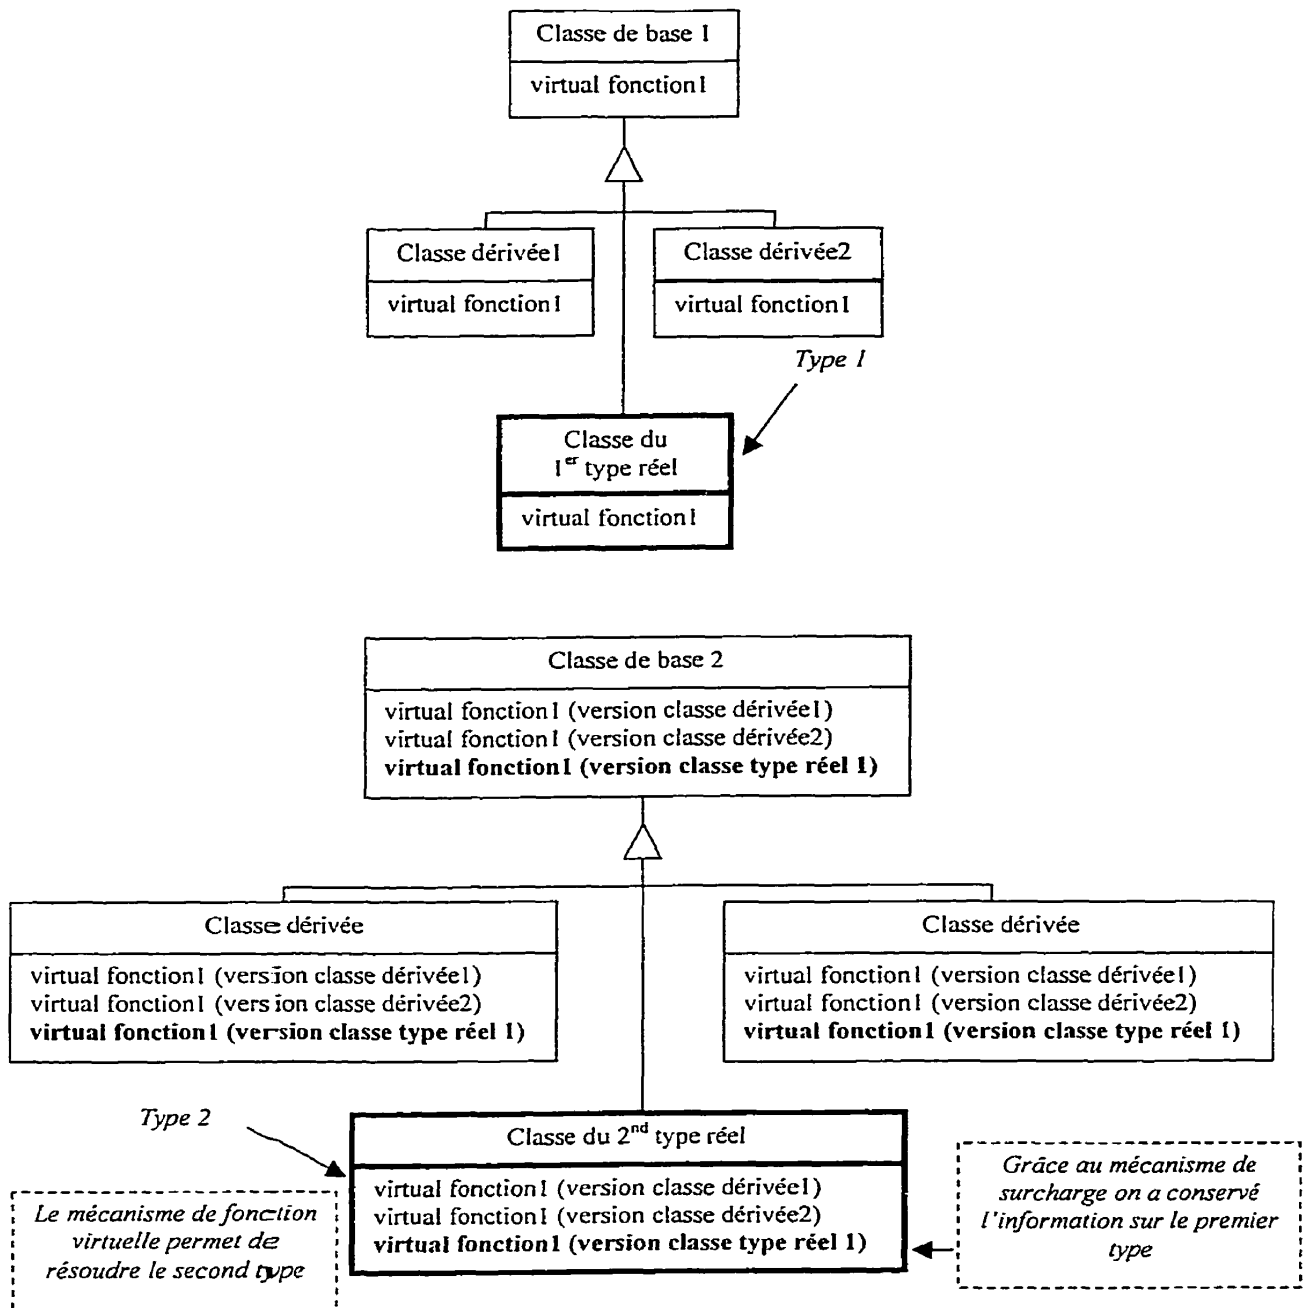 Classe de base 1
virtual fonction1
Classe dérivée1
virtual fonction1
Classe dérivée2
virtual fonction1
Type 1
Classe du
1er type réel
virtual fonction1
Classe de base 2
virtual fonction1 (version classe dérivée1)
virtual fonction1 (version classe dérivée2)
virtual fonction1 (version classe type réel 1)
Classe dérivée
virtual fonction1 (version classe dérivée1)
virtual fonction1 (version classe dérivée2)
virtual fonction1 (version classe type réel 1)
Classe dérivée
virtual fonction1 (version classe dérivée1)
virtual fonction1 (version classe dérivée2)
virtual fonction1 (version classe type réel 1)
Type 2
Classe du 2nd type réel
virtual fonction1 (version classe dérivée1)
virtual fonction1 (version classe dérivée2)
virtual fonction1 (version classe type réel 1)
Le mécanisme de fonction
virtuelle permet de
résoudre le second type
Grâce au mécanisme de
surcharge on a conservé
l'information sur le premier
type